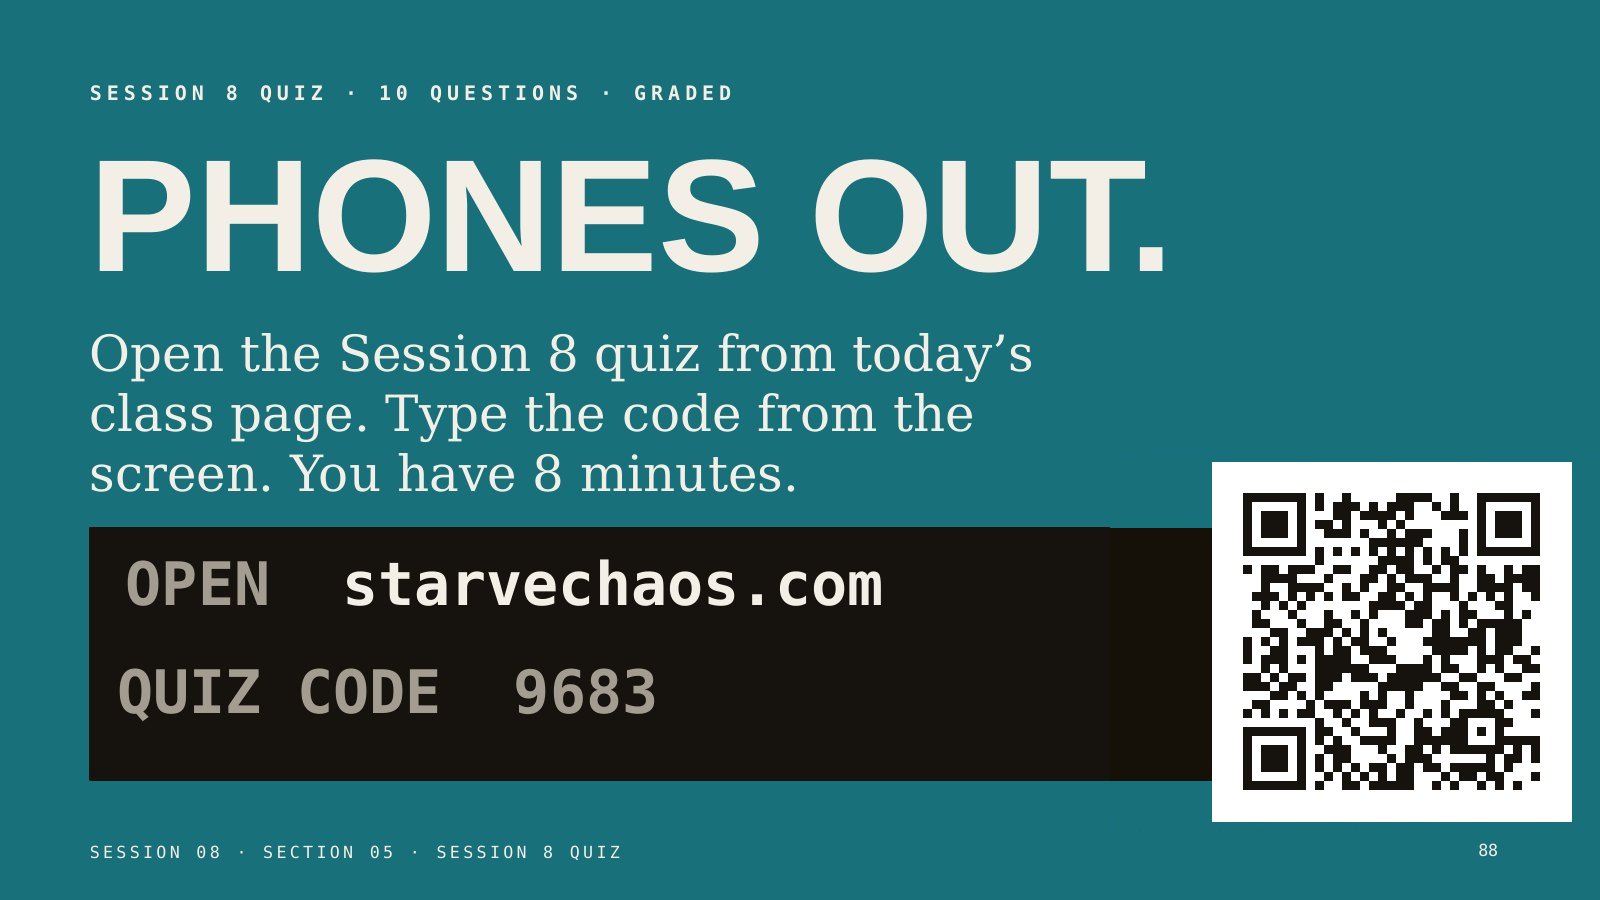 SESSION 8 QUIZ · 10 QUESTIONS · GRADED
PHONES OUT.
Open the Session 8 quiz from today’s
class page. Type the code from the
screen. You have 8 minutes.
OPEN starvechaos.com
QUIZ CODE 9683
SESSION 08 · SECTION 05 · SESSION 8 QUIZ
88